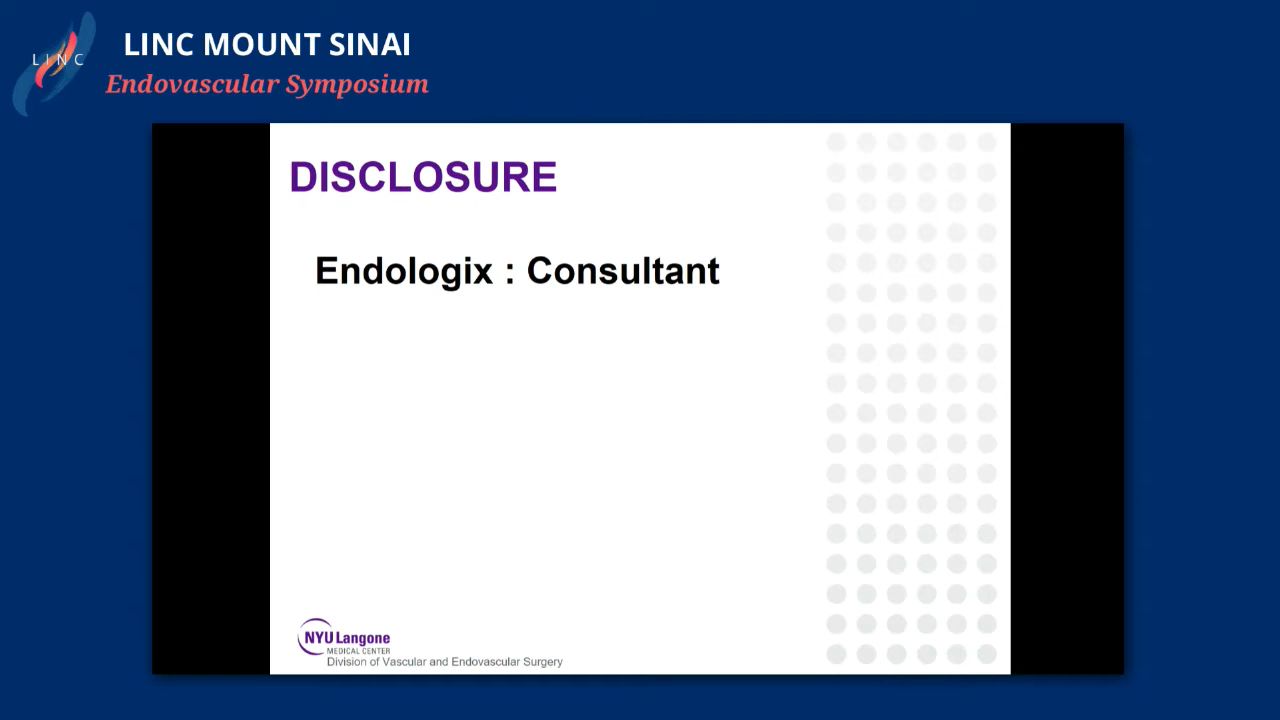 LINC
LINC MOUNT SINAI
Endovascular Symposium
DISCLOSURE
Endologix : Consultant
NYU Langone
MEDICAL CENTER
Division of Vascular and Endovascular Surgery